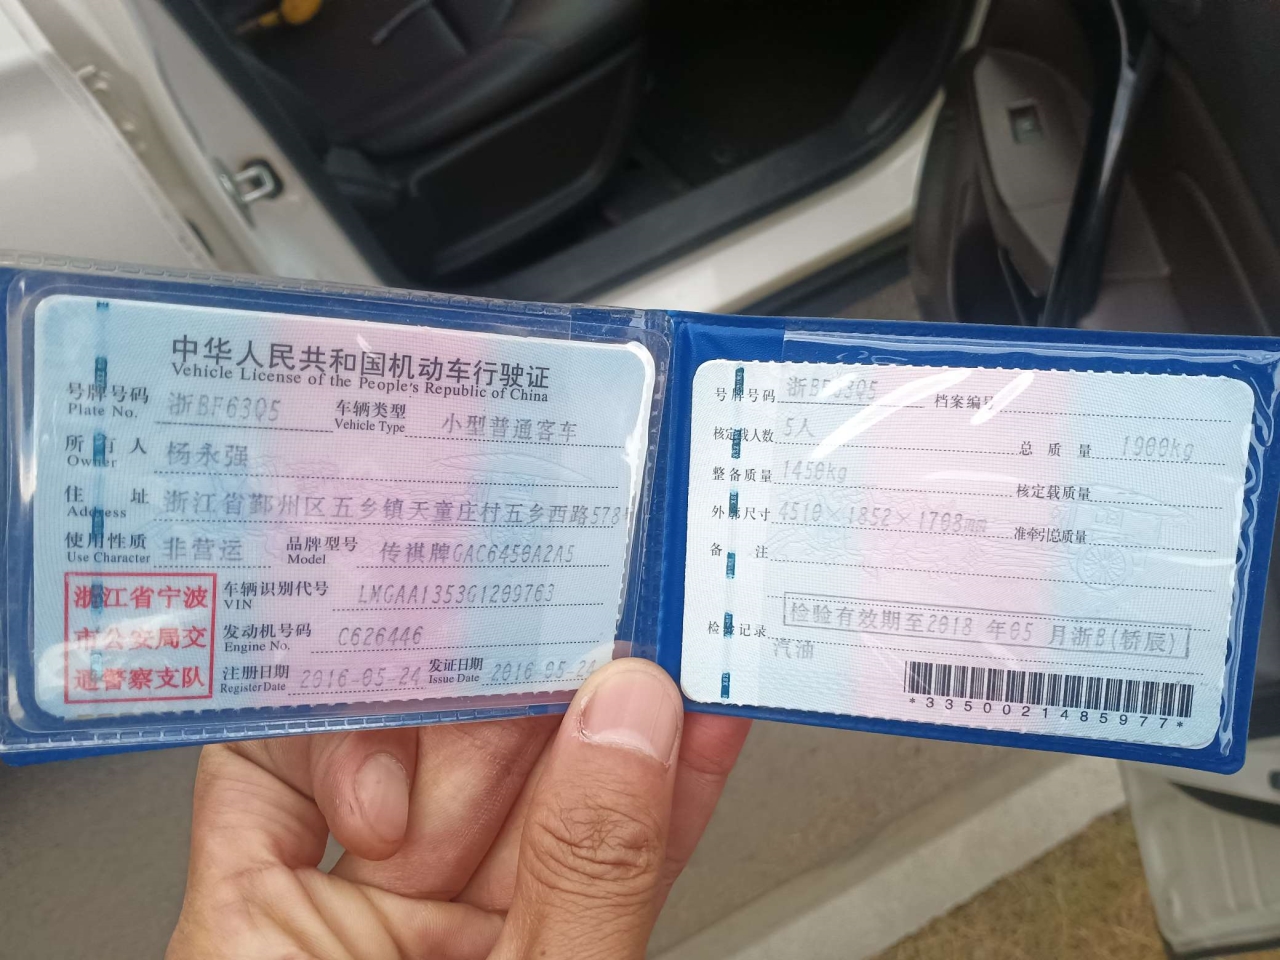 中华人民共和国机动车行驶证
Vehicle License of the People's Republic of China
号牌号码 浙BF63Q5 车辆类型 小型普通客车
Plate No. Vehicle Type
所有人 杨永强
Owner
住址 浙江省鄞州区五乡镇天童庄村五乡西路578
Address
使用性质 非营运 品牌型号 传祺牌GAC6450A2A5
Use Character Model
浙江省宁波
市公安局交
通警察支队
车辆识别代号 LMGAA1353G1209763
VIN
发动机号码 C626446
Engine No.
注册日期 2016-05-24 发证日期 2016-05-24
Register Date Issue Date
号牌号码 浙BF63Q5 档案编号
核定载人数 5人 总质量 1900kg
整备质量 1450kg 核定载质量
外廓尺寸 4510×1852×1708mm 准牵引总质量
备注
检验有效期至2018 年05 月浙B(轿辰)
检验记录
汽油
*3350021485977*